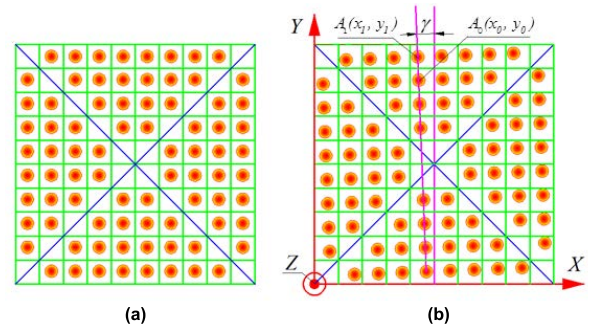 Y
A₁(x₁, y₁) γ A₀(x₀, y₀)
Z
X
(a) (b)